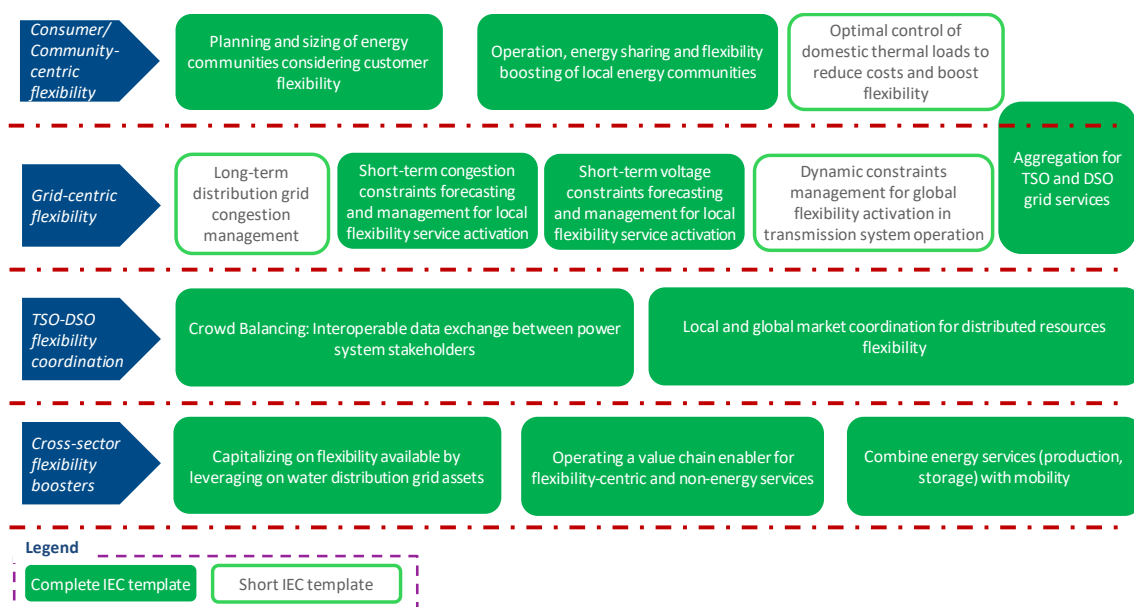 Consumer/
Community-
centric
flexibility
Planning and sizing of energy
communities considering customer
flexibility
Operation, energy sharing and flexibility
boosting of local energy communities
Optimal control of
domestic thermal loads to
reduce costs and boost
flexibility
Grid-centric
flexibility
Long-term
distribution grid
congestion
management
Short-term congestion
constraints forecasting
and management for local
flexibility service activation
Short-term voltage
constraints forecasting
and management for local
flexibility service activation
Dynamic constraints
management for global
flexibility activation in
transmission system operation
Aggregation for
TSO and DSO
grid services
TSO-DSO
flexibility
coordination
Crowd Balancing: Interoperable data exchange between power
system stakeholders
Local and global market coordination for distributed resources
flexibility
Cross-sector
flexibility
boosters
Capitalizing on flexibility available by
leveraging on water distribution grid assets
Operating a value chain enabler for
flexibility-centric and non-energy services
Combine energy services (production,
storage) with mobility
Legend
Complete IEC template
Short IEC template